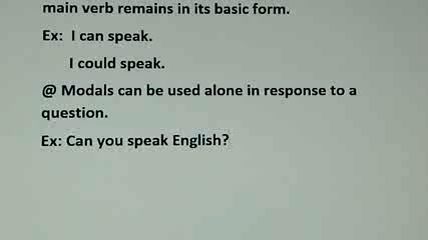 main verb remains in its basic form.
Ex: I can speak.
I could speak.
@ Modals can be used alone in response to a
question.
Ex: Can you speak English?